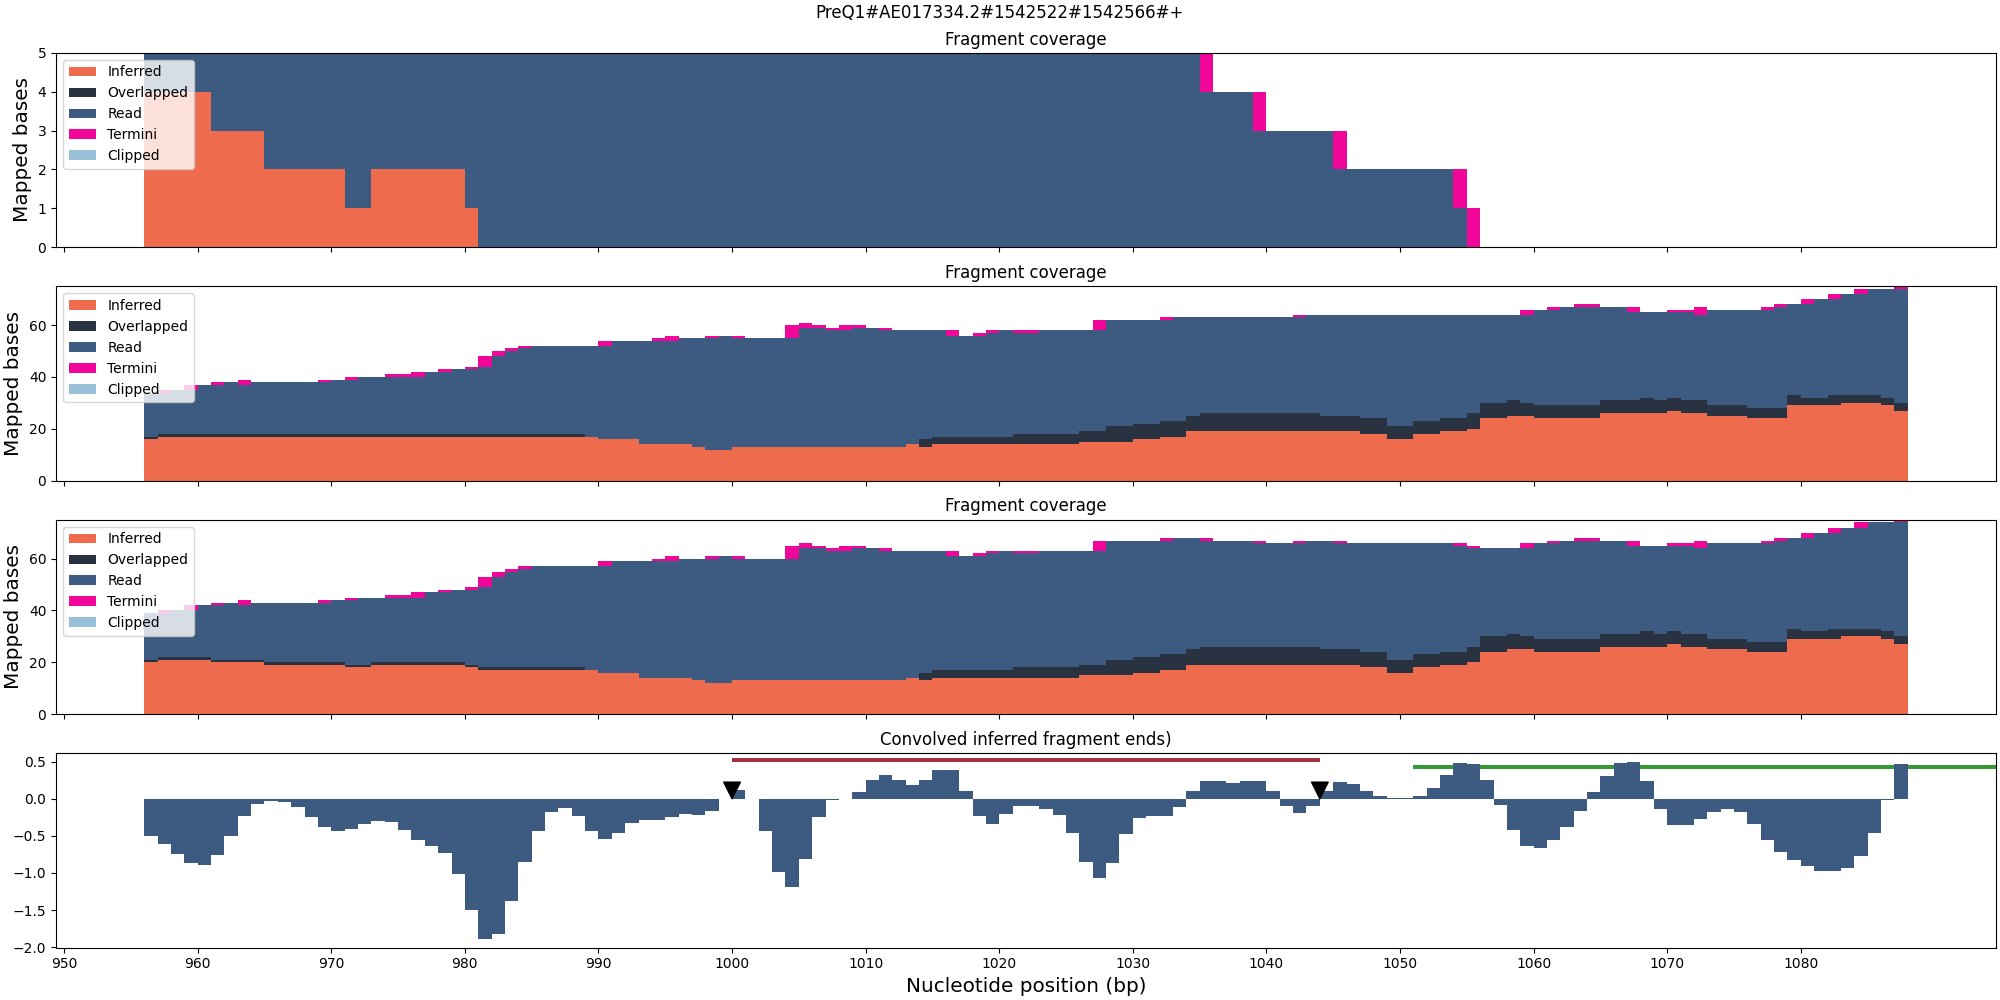 PreQ1#AE017334.2#1542522#1542566#+
Fragment coverage
Mapped bases
5
4
3
2
1
0
Inferred
Overlapped
Read
Termini
Clipped
Fragment coverage
Mapped bases
60
40
20
0
Inferred
Overlapped
Read
Termini
Clipped
Fragment coverage
Mapped bases
60
40
20
0
Inferred
Overlapped
Read
Termini
Clipped
Convolved inferred fragment ends)
0.5
0.0
−0.5
−1.0
−1.5
−2.0
950 960 970 980 990 1000 1010 1020 1030 1040 1050 1060 1070 1080
Nucleotide position (bp)